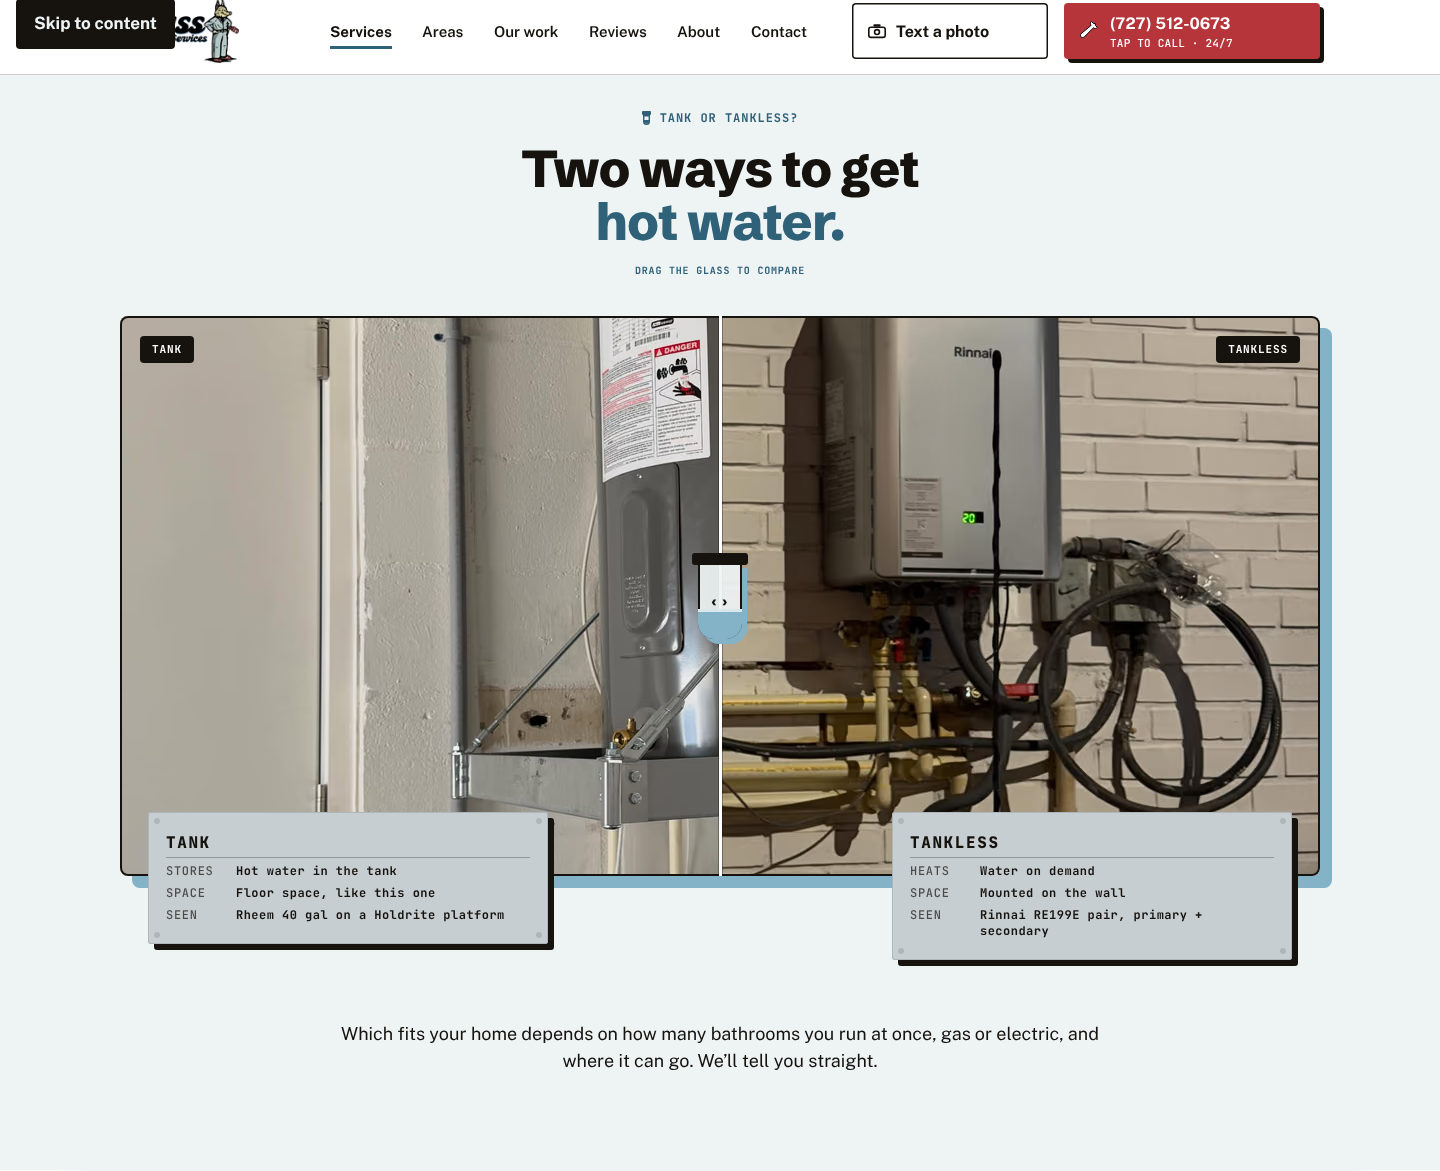 Skip to content
Services
Areas
Our work
Reviews
About
Contact
Text a photo
(727) 512-0673
TAP TO CALL · 24/7
TANK OR TANKLESS?
Two ways to get
hot water.
DRAG THE GLASS TO COMPARE
TANK
DANGER
Rinnai
20
TANKLESS
TANK
STORES Hot water in the tank
SPACE Floor space, like this one
SEEN Rheem 40 gal on a Holdrite platform
TANKLESS
HEATS Water on demand
SPACE Mounted on the wall
SEEN Rinnai RE199E pair, primary +
secondary
Which fits your home depends on how many bathrooms you run at once, gas or electric, and
where it can go. We’ll tell you straight.